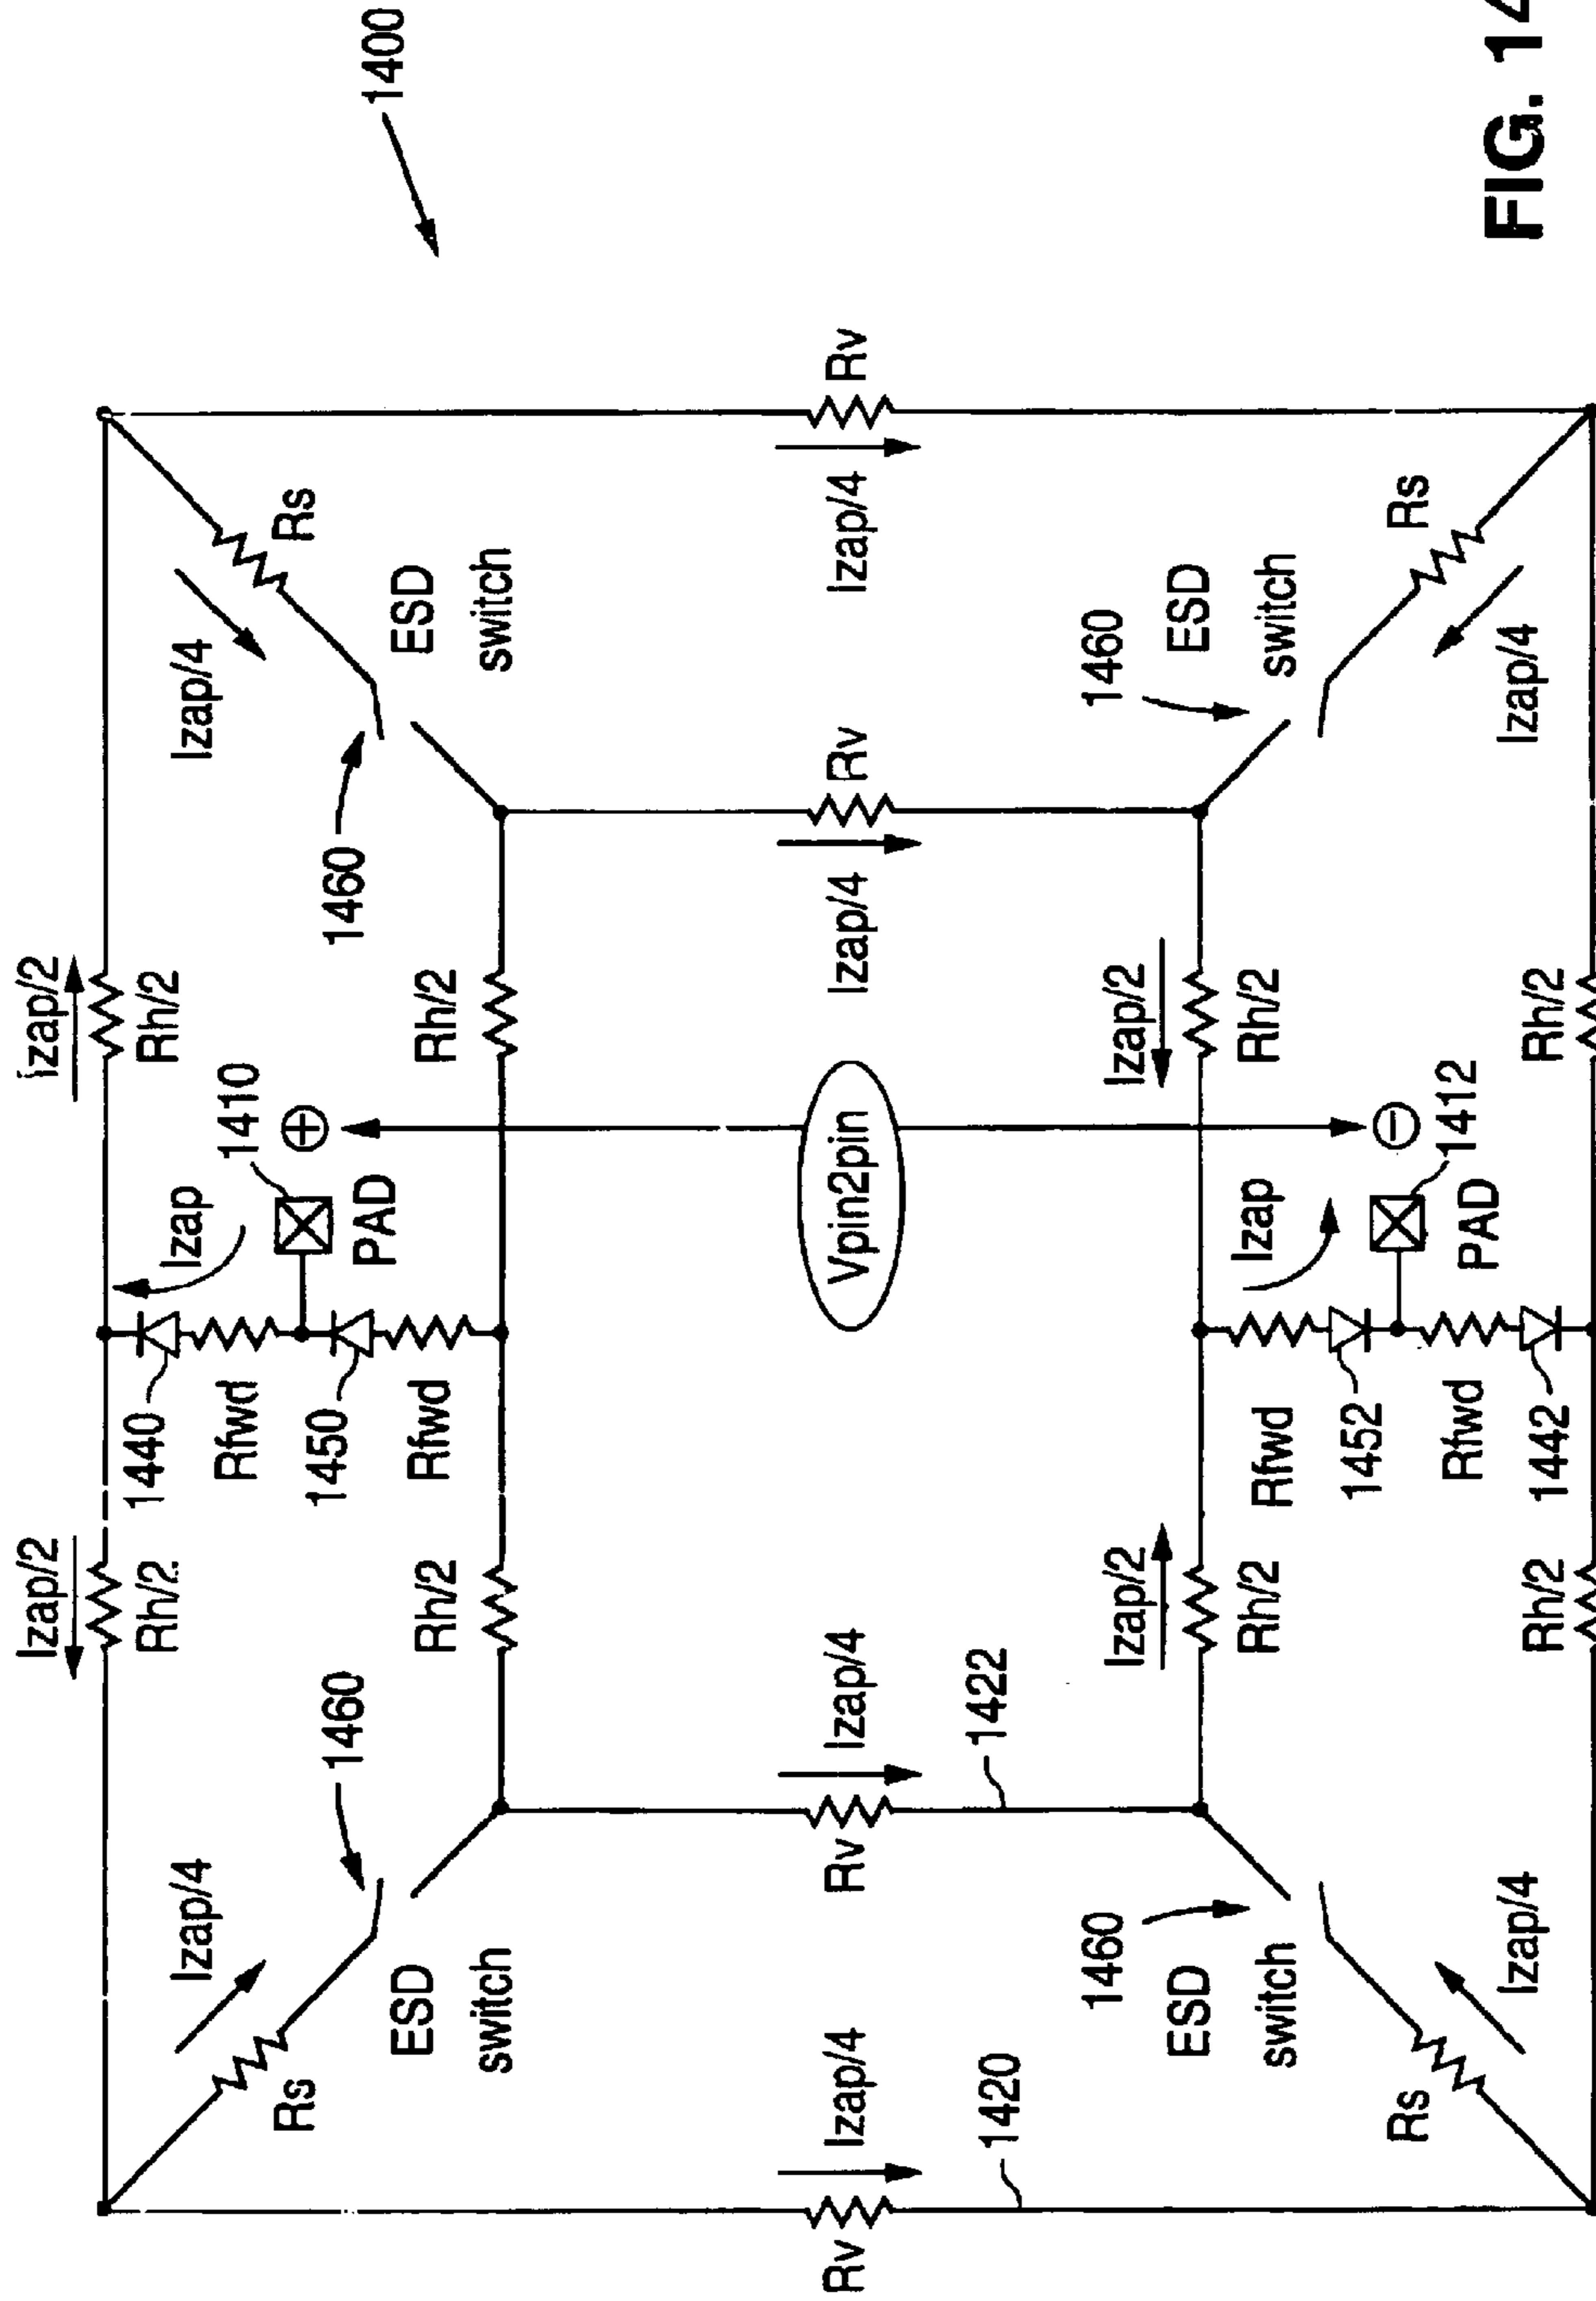 Izap/2
Izap/2
Rh/2
Rh/2
1440
Izap
Izap/4
Izap/4
1410
Rfwd
Rs
Rs
1450
1460
1460
+
PAD
1400
ESD
switch
ESD
switch
Rh/2
Rfwd
Rh/2
Rv
Izap/4
Rv
Izap/4
Vpin2pin
Izap/4
Rv
Izap/4
Rv
1420
1422
1460
Izap/2
Izap/2
1460
ESD
switch
ESD
switch
Rh/2
Izap
Rh/2
Rfwd
1452
−
Rs
Rs
1412
Rfwd
PAD
Izap/4
Izap/4
Rh/2
1442
Rh/2
FIG. 14